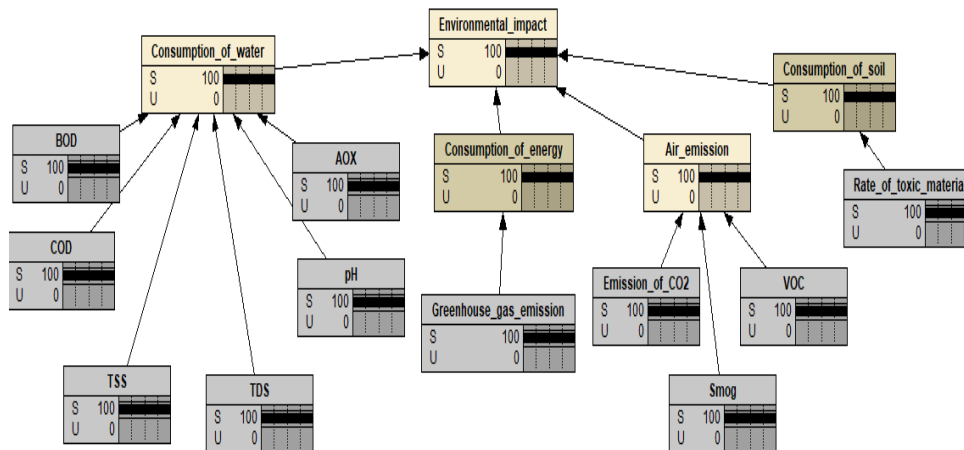 Environmental_impact
S 100
U 0
Consumption_of_water
S 100
U 0
Consumption_of_soil
S 100
U 0
BOD
S 100
U 0
AOX
S 100
U 0
Consumption_of_energy
S 100
U 0
Air_emission
S 100
U 0
Rate_of_toxic_materia
S 100
U 0
COD
S 100
U 0
pH
S 100
U 0
Greenhouse_gas_emission
S 100
U 0
Emission_of_CO2
S 100
U 0
VOC
S 100
U 0
TSS
S 100
U 0
TDS
S 100
U 0
Smog
S 100
U 0